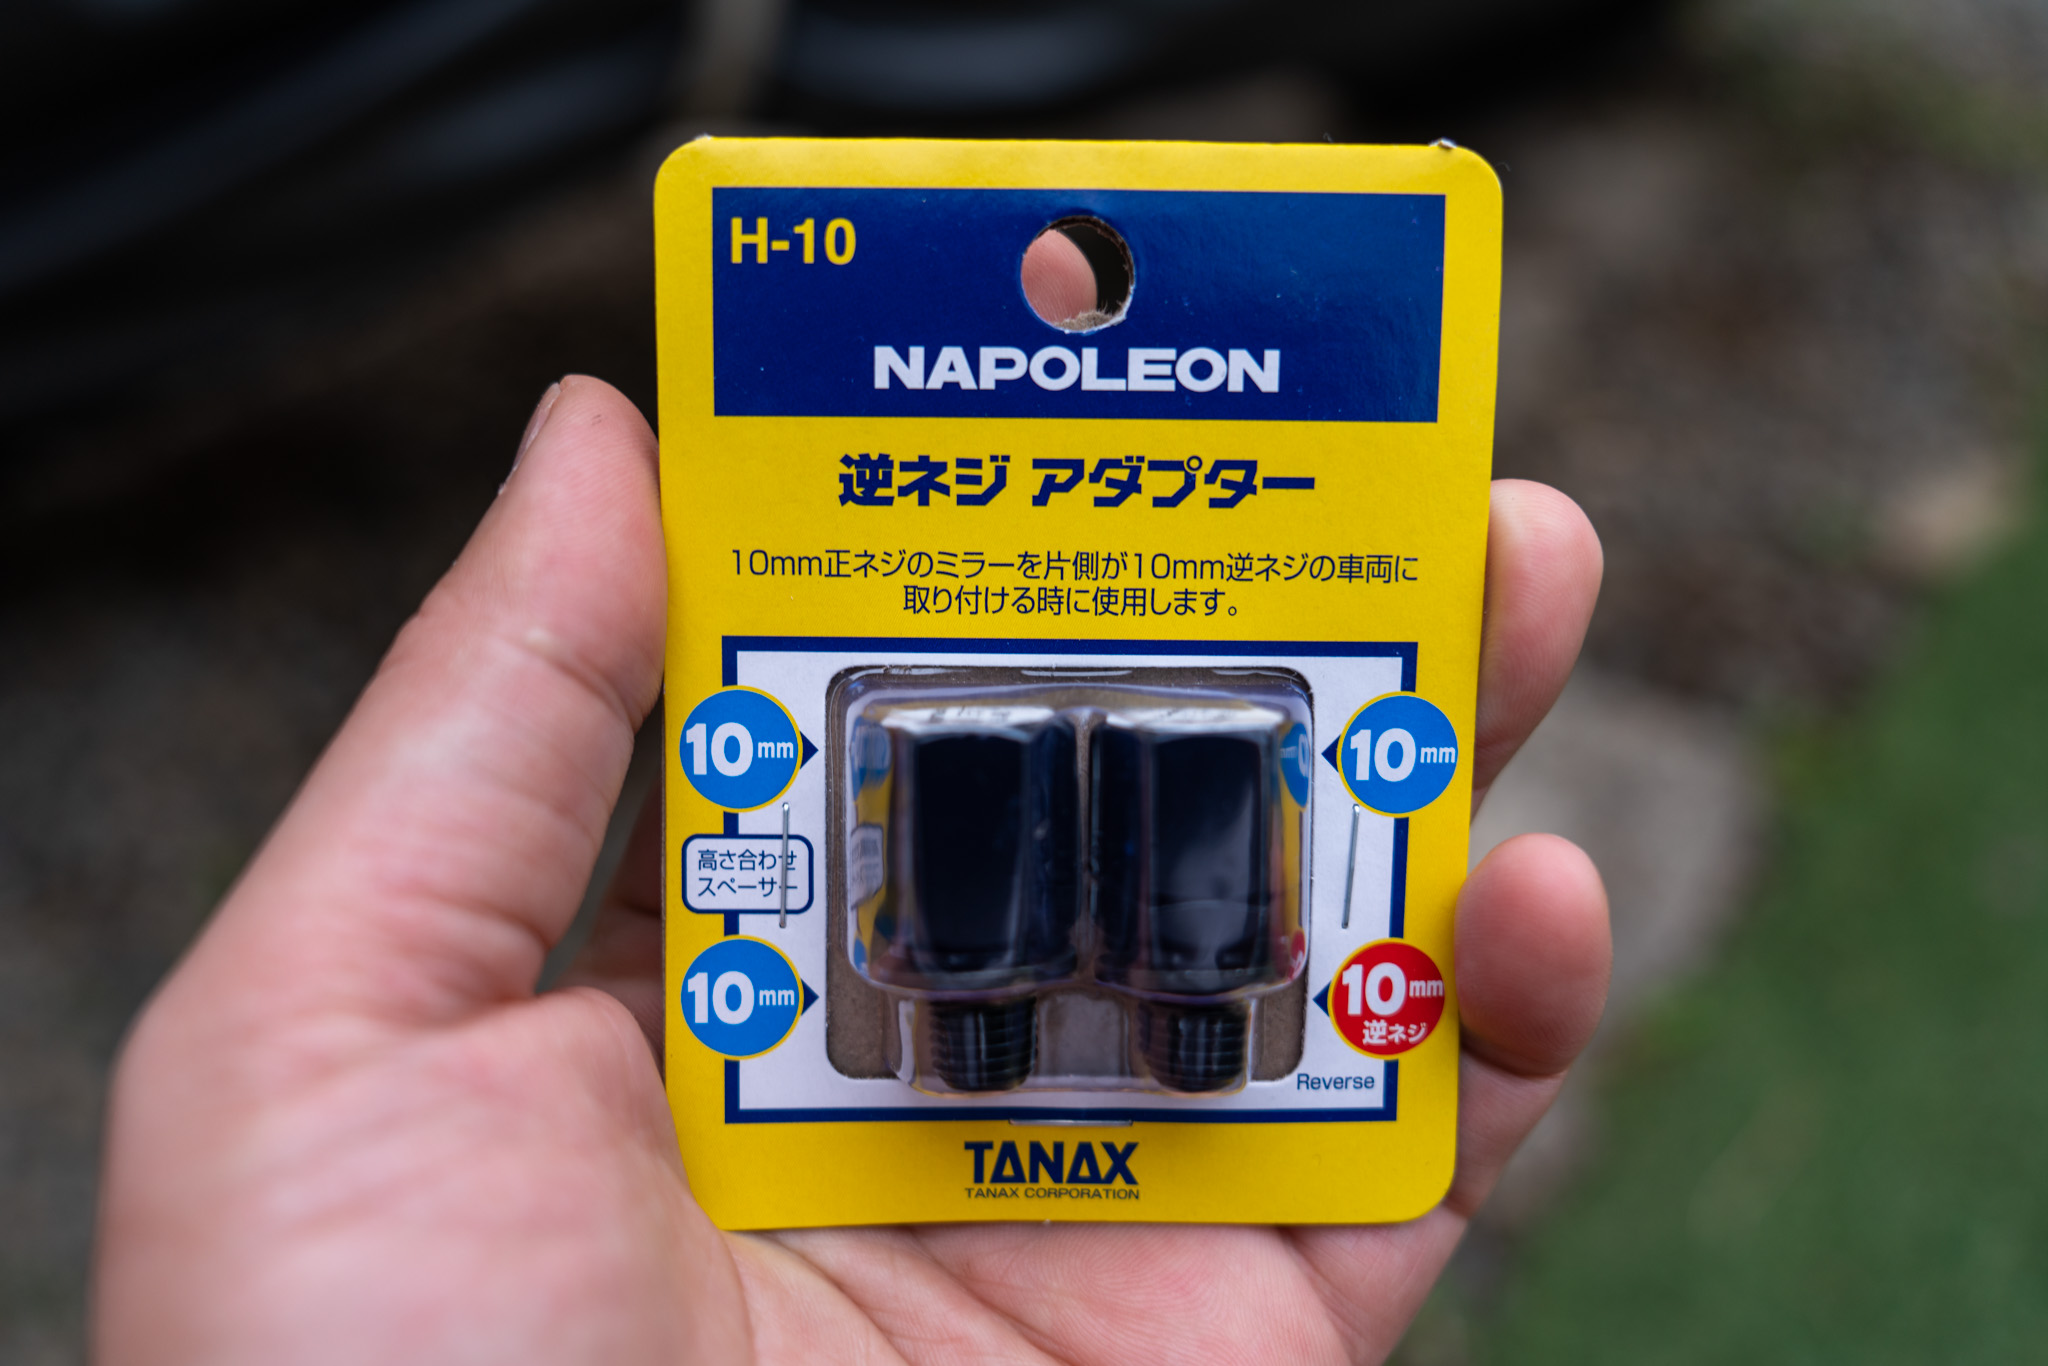 H-10
NAPOLEON
逆ネジ アダプター
10mm正ネジのミラーを片側が10mm逆ネジの車両に
取り付ける時に使用します。
10mm
10mm
高さ合わせ
スペーサー
10mm
10mm
逆ネジ
Reverse
TANAX
TANAX CORPORATION